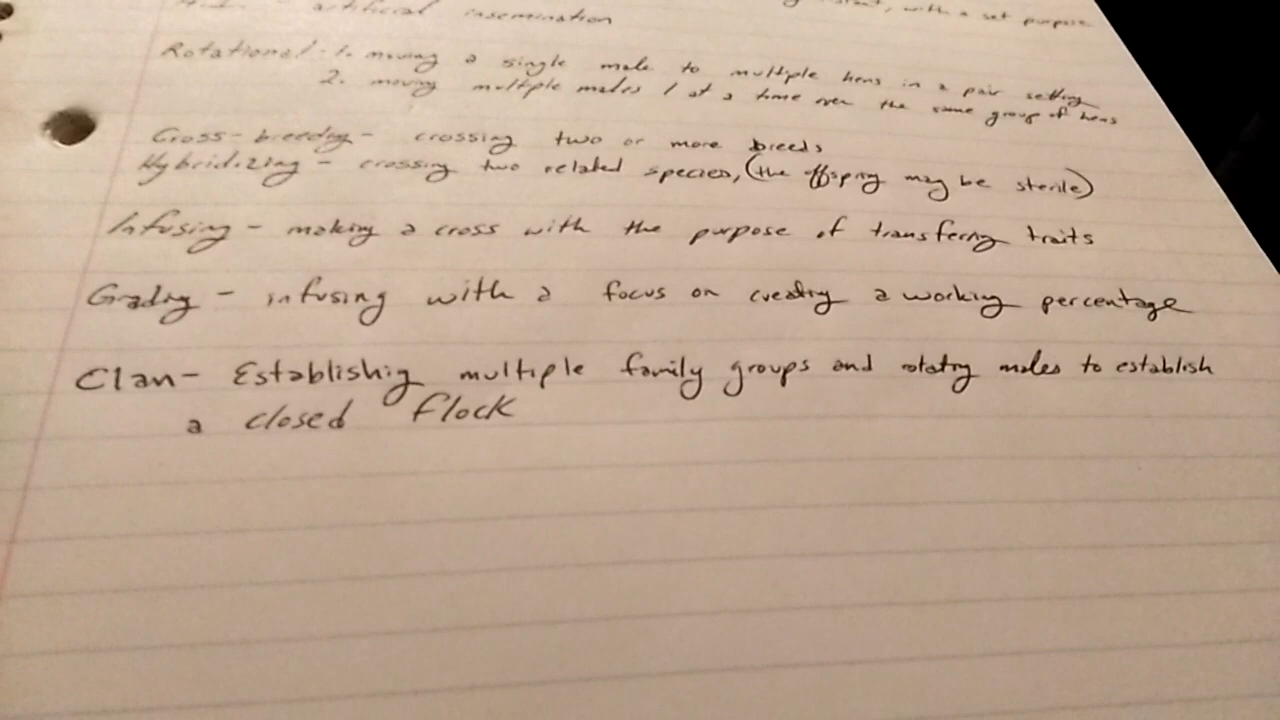 with a set purpose
artificial insemination
Rotational - 1. moving a single male to multiple hens in a pair setting
2. moving multiple males 1 at a time over the same group of hens
Cross-breeding - crossing two or more breeds
Hybridizing - crossing two related species, (the offspring may be sterile)
Infusing - making a cross with the purpose of transferring traits
Grading - infusing with a focus on creating a working percentage
Clan - Establishing multiple family groups and rotating males to establish
a closed flock